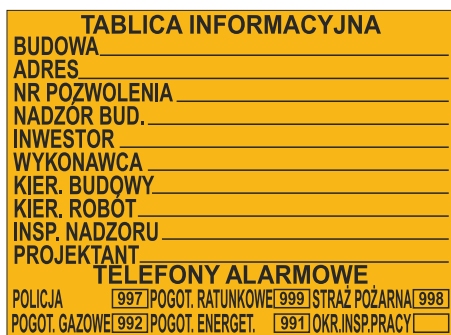 TABLICA INFORMACYJNA
BUDOWA
ADRES
NR POZWOLENIA
NADZÓR BUD.
INWESTOR
WYKONAWCA
KIER. BUDOWY
KIER. ROBÓT
INSP. NADZORU
PROJEKTANT
TELEFONY ALARMOWE
POLICJA 997 POGOT. RATUNKOWE 999 STRAŻ POŻARNA 998
POGOT. GAZOWE 992 POGOT. ENERGET. 991 OKR.INSP.PRACY